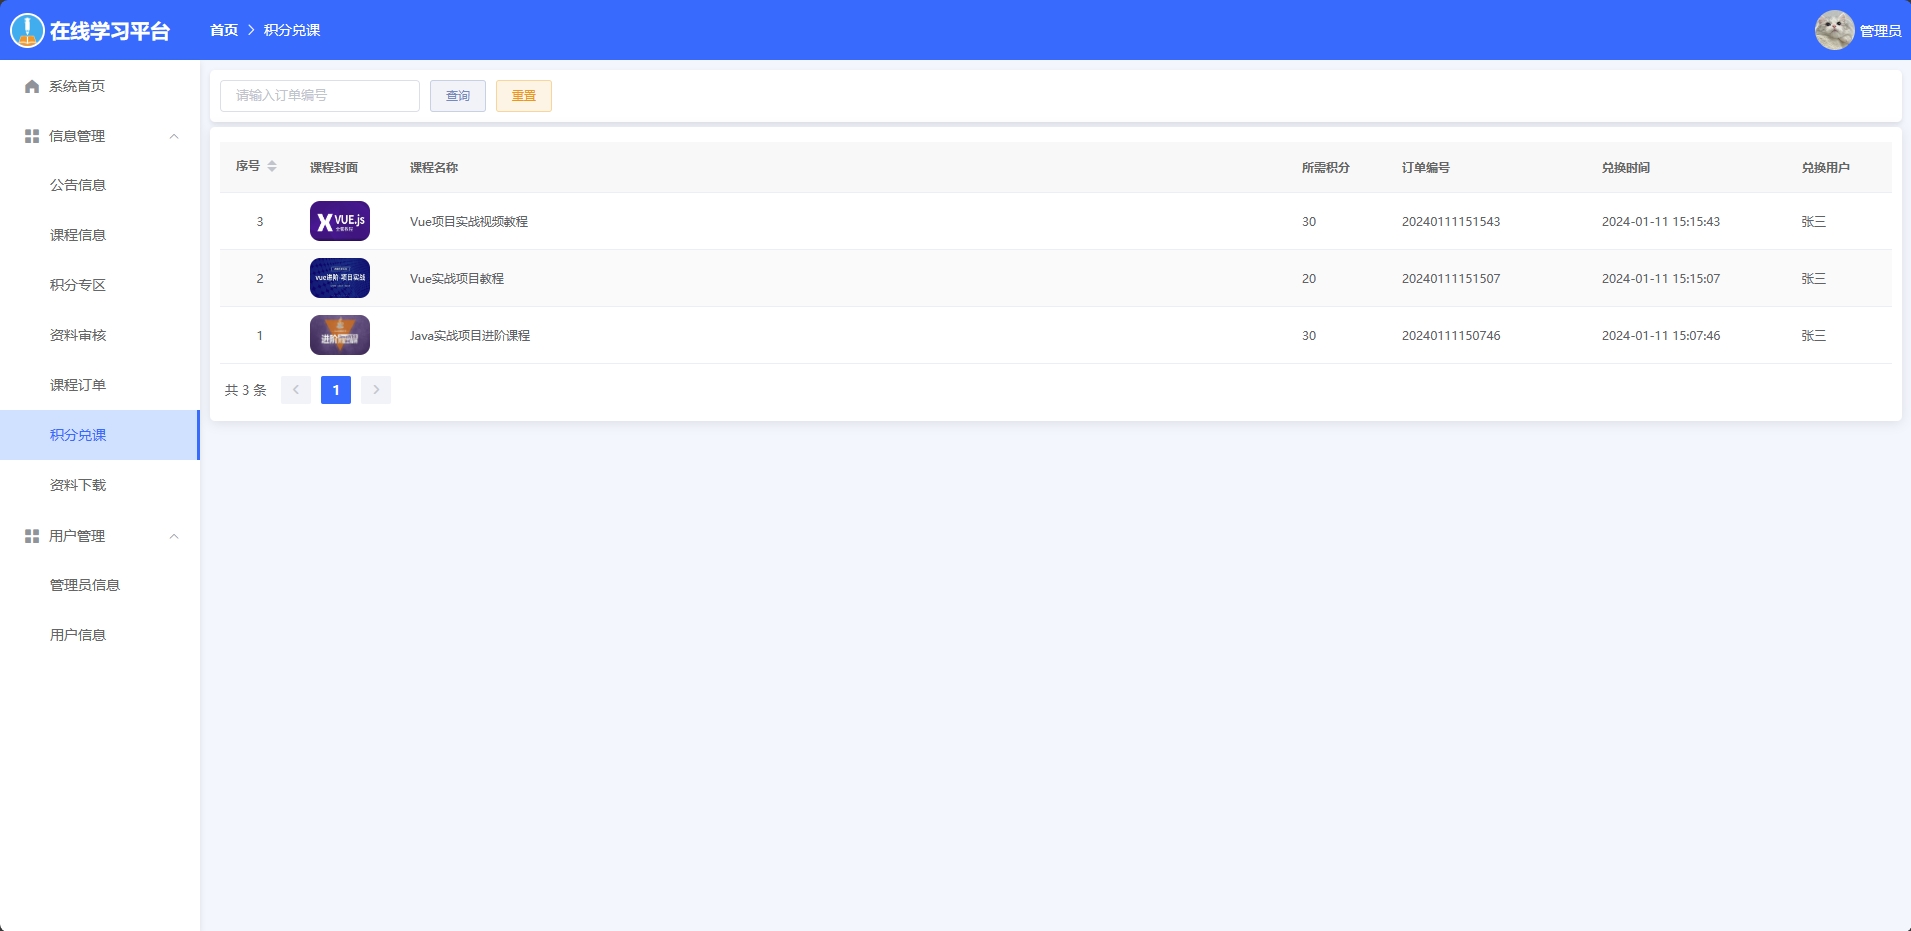 在线学习平台
首页 > 积分兑课
管理员
系统首页
信息管理
公告信息
课程信息
积分专区
资料审核
课程订单
积分兑课
资料下载
用户管理
管理员信息
用户信息
请输入订单编号 查询 重置
序号 课程封面 课程名称 所需积分 订单编号 兑换时间 兑换用户
3 X VUE.js Vue项目实战视频教程 30 20240111151543 2024-01-11 15:15:43 张三
2 vue进阶 项目实战 Vue实战项目教程 20 20240111151507 2024-01-11 15:15:07 张三
1 Java实战项目进阶课程 30 20240111150746 2024-01-11 15:07:46 张三
共 3 条 1